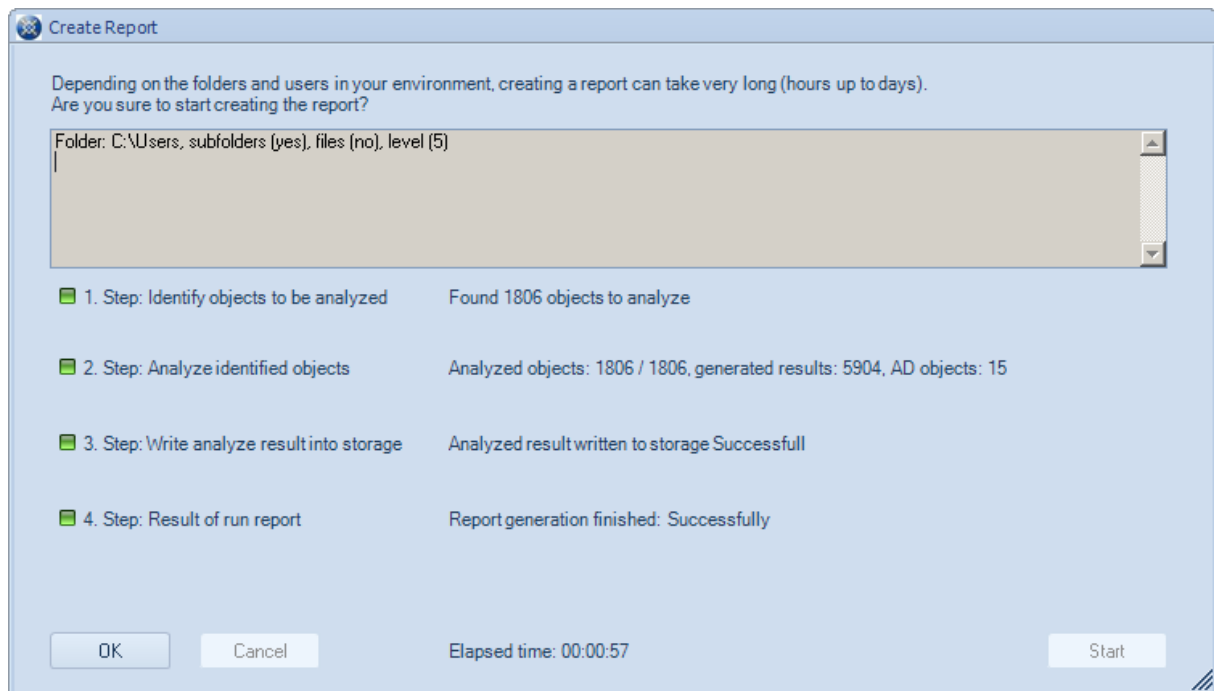 Create Report
Depending on the folders and users in your environment, creating a report can take very long (hours up to days).
Are you sure to start creating the report?
Folder: C:\Users, subfolders (yes), files (no), level (5)
1. Step: Identify objects to be analyzed
Found 1806 objects to analyze
2. Step: Analyze identified objects
Analyzed objects: 1806 / 1806, generated results: 5904, AD objects: 15
3. Step: Write analyze result into storage
Analyzed result written to storage Successfull
4. Step: Result of run report
Report generation finished: Successfully
OK
Cancel
Elapsed time: 00:00:57
Start